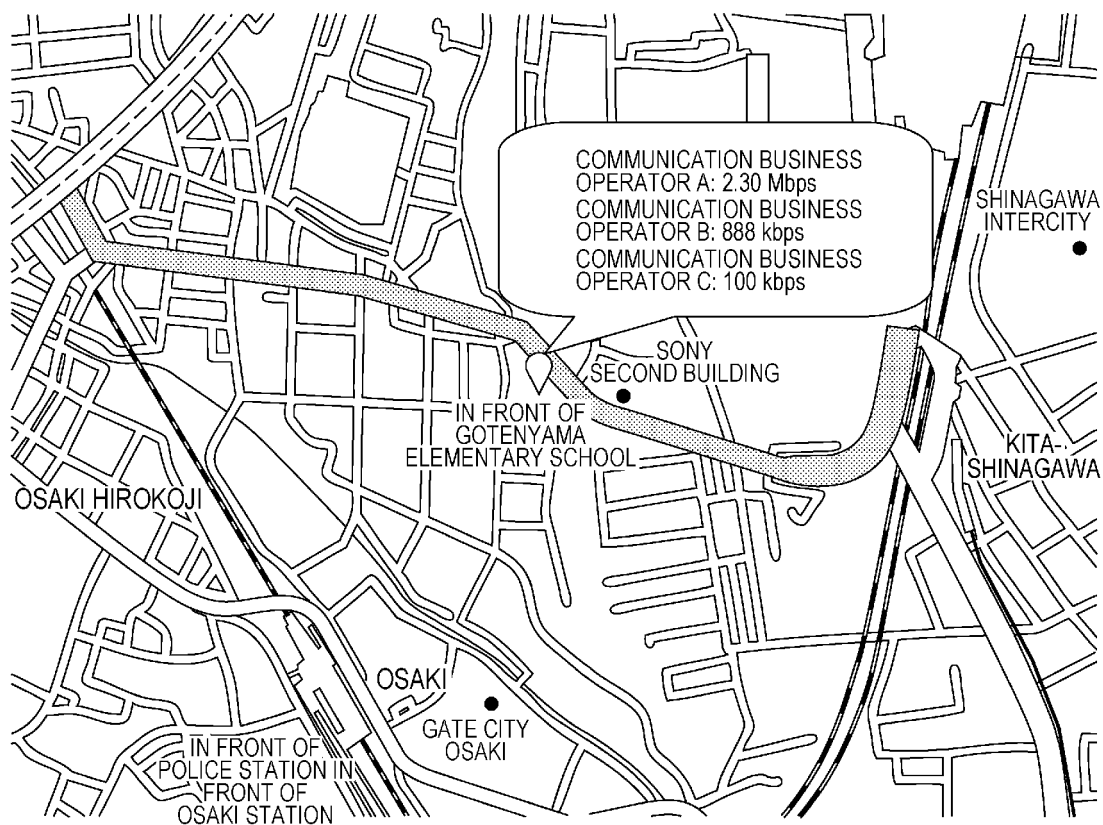 COMMUNICATION BUSINESS
OPERATOR A: 2.30 Mbps
COMMUNICATION BUSINESS
OPERATOR B: 888 kbps
COMMUNICATION BUSINESS
OPERATOR C: 100 kbps
SHINAGAWA
INTERCITY
SONY
SECOND BUILDING
IN FRONT OF
GOTENYAMA
ELEMENTARY SCHOOL
KITA-
SHINAGAWA
OSAKI HIROKOJI
OSAKI
GATE CITY
OSAKI
IN FRONT OF
POLICE STATION IN
FRONT OF
OSAKI STATION